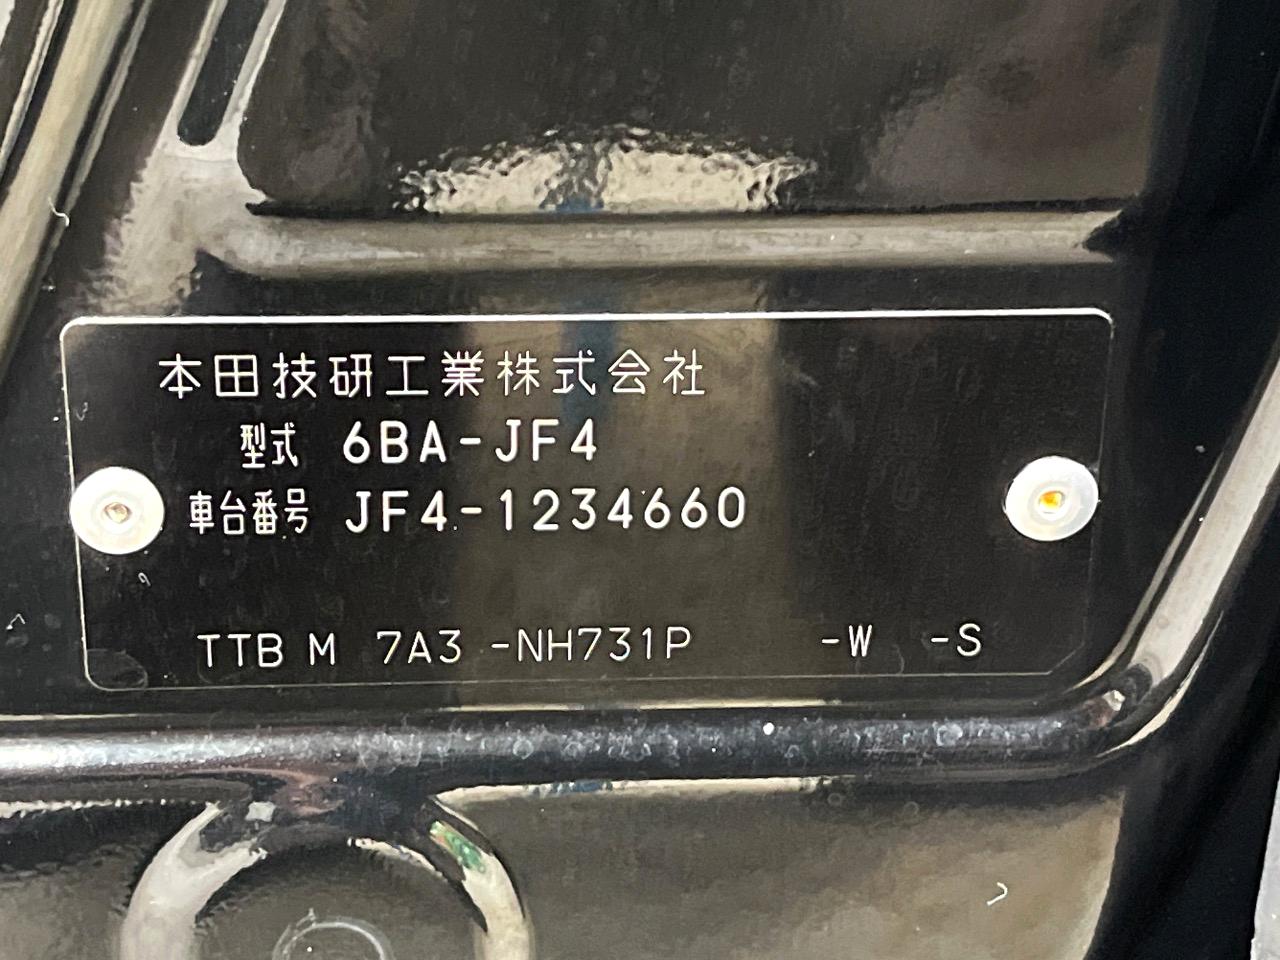 本田技研工業株式会社
型式 6BA-JF4
車台番号 JF4-1234660
TTB M 7A3 -NH731P -W -S